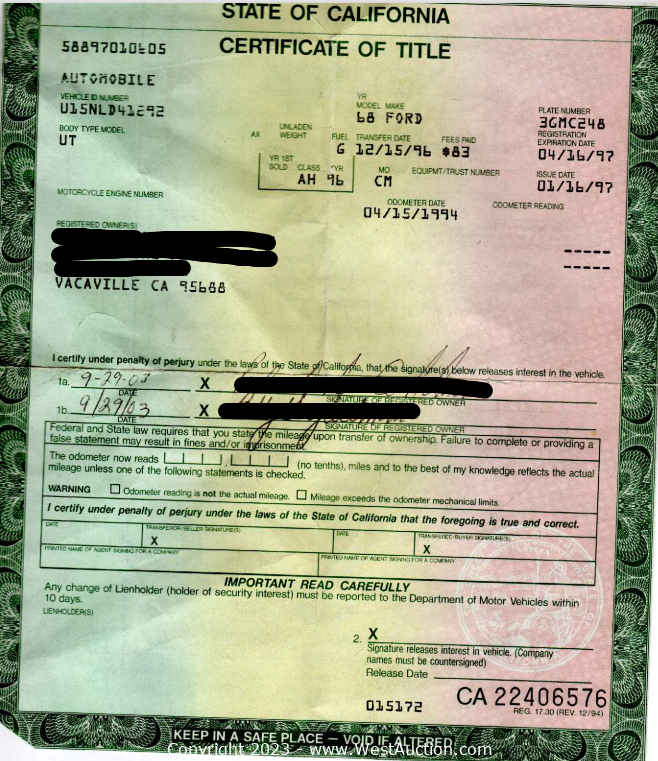 STATE OF CALIFORNIA
CERTIFICATE OF TITLE
58897010605
AUTOMOBILE
VEHICLE ID NUMBER
U15NLD41292
YR
MODEL MAKE
68 FORD
PLATE NUMBER
3GMC248
BODY TYPE MODEL
UT
AX
UNLADEN
WEIGHT
FUEL
G
TRANSFER DATE
12/15/96
FEES PAID
$83
REGISTRATION
EXPIRATION DATE
04/16/97
YR 1ST
SOLD
CLASS
AH
*YR
96
MO
CM
EQUIPMT/TRUST NUMBER
ISSUE DATE
01/16/97
MOTORCYCLE ENGINE NUMBER
ODOMETER DATE
04/15/1994
ODOMETER READING
REGISTERED OWNER(S)
-----
-----
VACAVILLE CA 95688
I certify under penalty of perjury under the laws of the State of California, that the signature(s) below releases interest in the vehicle.
1a. 9-29-03 X
DATE SIGNATURE OF REGISTERED OWNER
1b. 9/29/03 X
DATE SIGNATURE OF REGISTERED OWNER
Federal and State law requires that you state the mileage upon transfer of ownership. Failure to complete or providing a
false statement may result in fines and/or imprisonment.
The odometer now reads (no tenths), miles and to the best of my knowledge reflects the actual
mileage unless one of the following statements is checked.
WARNING Odometer reading is not the actual mileage. Mileage exceeds the odometer mechanical limits.
I certify under penalty of perjury under the laws of the State of California that the foregoing is true and correct.
DATE TRANSFEROR/SELLER SIGNATURE(S) DATE TRANSFEREE/BUYER SIGNATURE(S)
X X
PRINTED NAME OF AGENT SIGNING FOR A COMPANY PRINTED NAME OF AGENT SIGNING FOR A COMPANY
IMPORTANT READ CAREFULLY
Any change of Lienholder (holder of security interest) must be reported to the Department of Motor Vehicles within
10 days.
LIENHOLDER(S)
2. X
Signature releases interest in vehicle. (Company
names must be countersigned)
Release Date
CA 22406576
015172
REG. 17.30 (REV. 12/94)
KEEP IN A SAFE PLACE – VOID IF ALTERED
Copyright 2023 - www.WestAuction.com